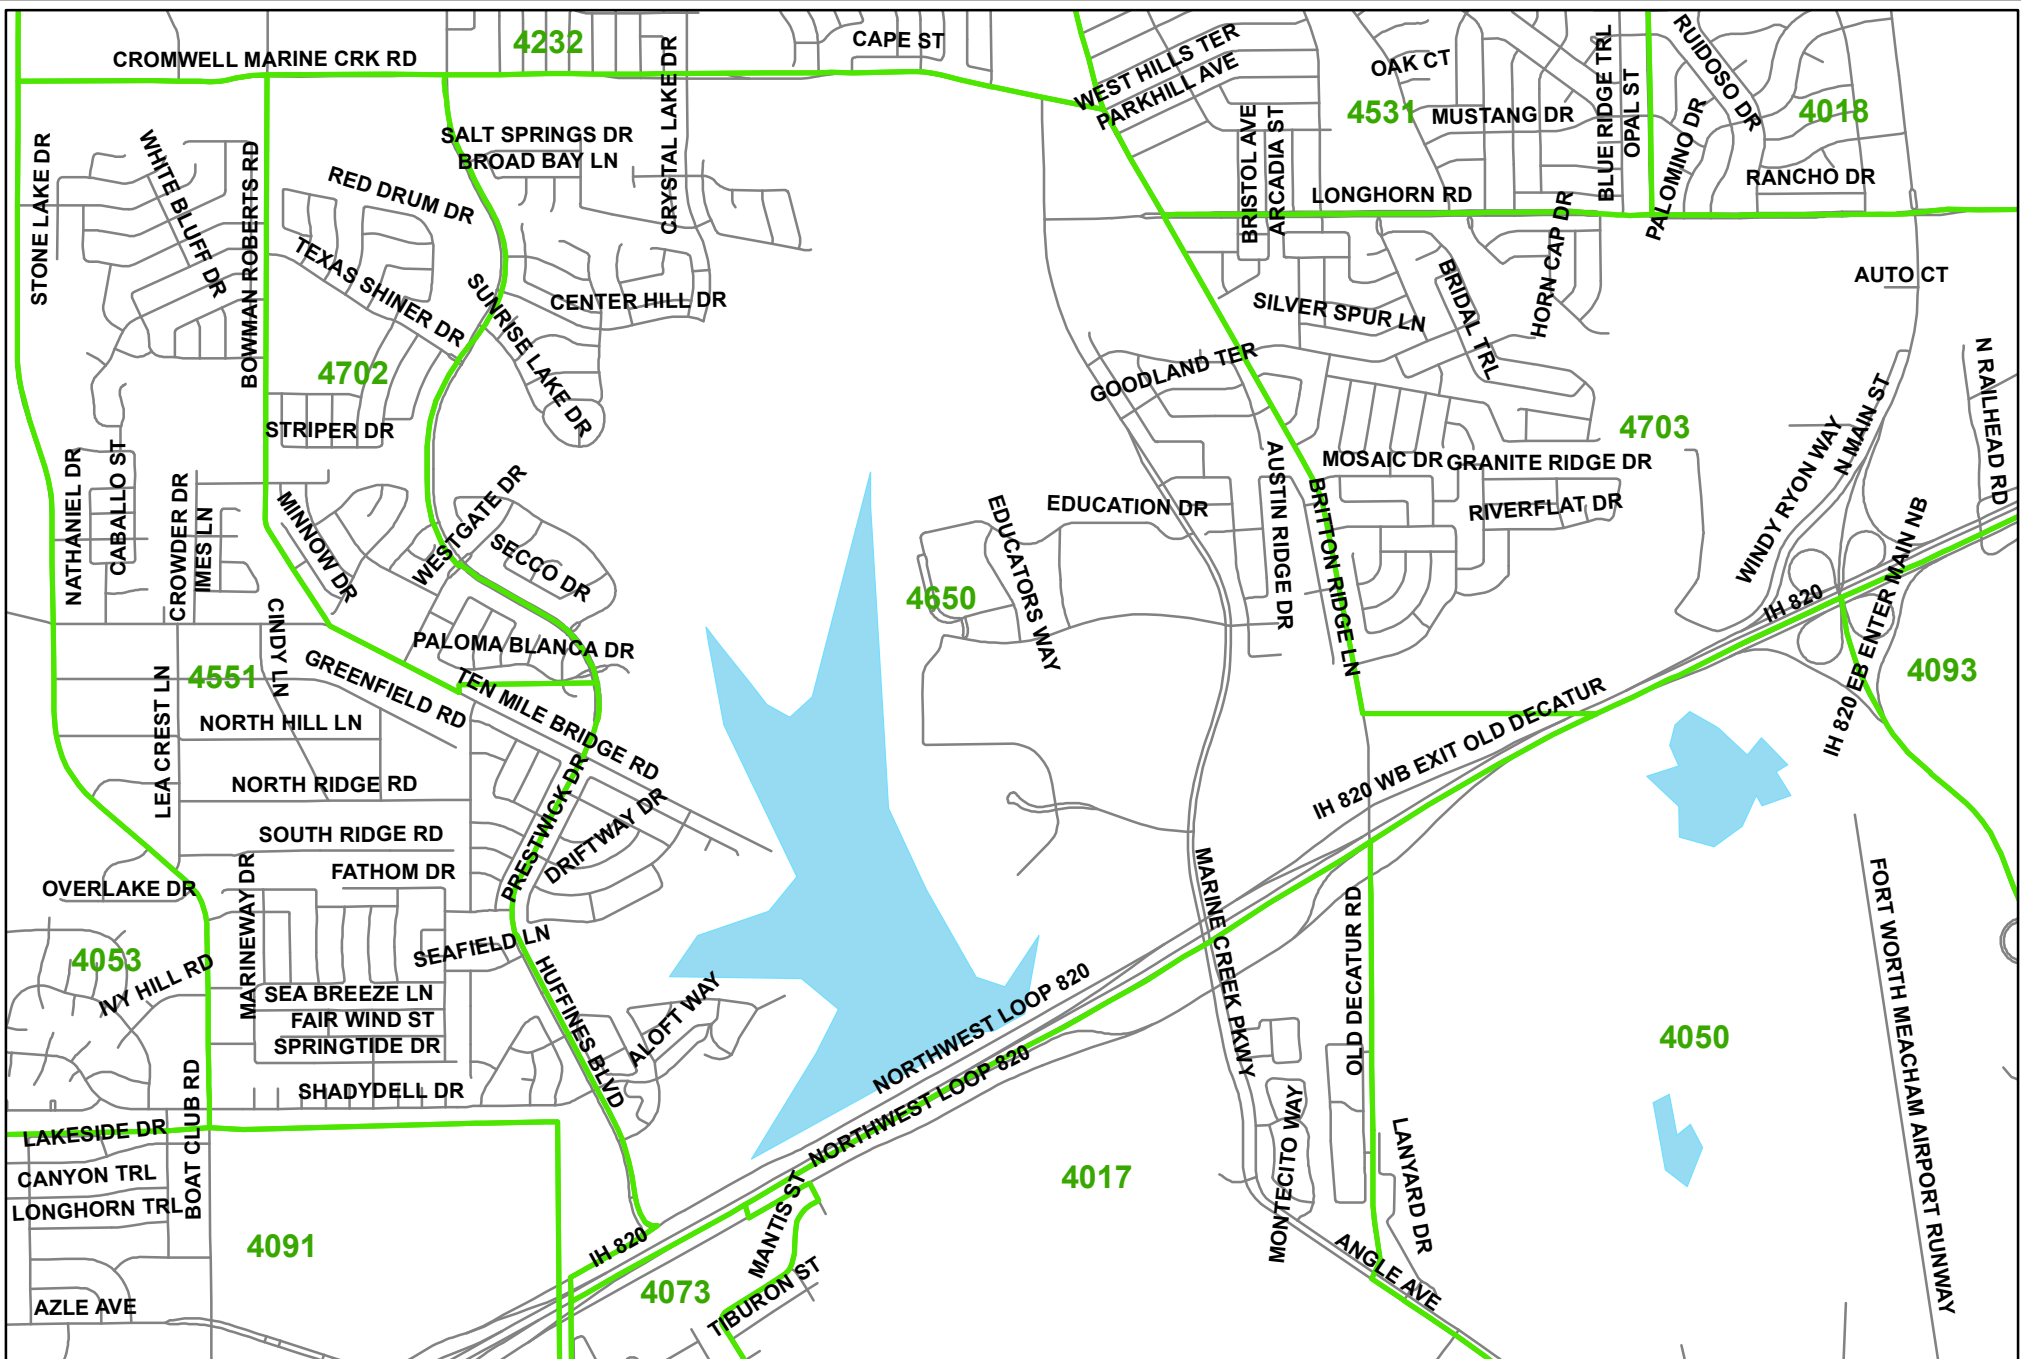 CROMWELL MARINE CRK RD
4232
CAPE ST
CRYSTAL LAKE DR
WEST HILLS TER
PARKHILL AVE
OAK CT
4531
MUSTANG DR
BLUE RIDGE TRL
OPAL ST
RUIDOSO DR
PALOMINO DR
4018
RANCHO DR
STONE LAKE DR
WHITE BLUFF DR
BOWMAN ROBERTS RD
SALT SPRINGS DR
BROAD BAY LN
RED DRUM DR
TEXAS SHINER DR
SUNRISE LAKE DR
CENTER HILL DR
BRISTOL AVE
ARCADIA ST
LONGHORN RD
HORN CAP DR
BRIDAL TRL
SILVER SPUR LN
AUTO CT
4702
GOODLAND TER
STRIPER DR
4703
N RAILHEAD RD
N MAIN ST
WINDY RYON WAY
NATHANIEL DR
CABALLO ST
CROWDER DR
IMES LN
MINNOW DR
WESTGATE DR
SECCO DR
EDUCATION DR
EDUCATORS WAY
AUSTIN RIDGE DR
BRITTON RIDGE LN
MOSAIC DR
GRANITE RIDGE DR
RIVERFLAT DR
4650
IH 820
IH 820 EB ENTER MAIN NB
4093
CINDY LN
PALOMA BLANCA DR
4551
GREENFIELD RD
TEN MILE BRIDGE RD
LEA CREST LN
NORTH HILL LN
NORTH RIDGE RD
SOUTH RIDGE RD
PRESTWICK DR
DRIFTWAY DR
IH 820 WB EXIT OLD DECATUR
OVERLAKE DR
MARINEWAY DR
FATHOM DR
SEAFIELD LN
4053
IVY HILL RD
SEA BREEZE LN
FAIR WIND ST
SPRINGTIDE DR
SHADYDELL DR
HUFFINES BLVD
ALOFT WAY
NORTHWEST LOOP 820
NORTHWEST LOOP 820
MARINE CREEK PKWY
OLD DECATUR RD
4050
FORT WORTH MEACHAM AIRPORT RUNWAY
LAKESIDE DR
BOAT CLUB RD
CANYON TRL
LONGHORN TRL
4091
AZLE AVE
IH 820
4073
MANTIS ST
TIBURON ST
4017
MONTECITO WAY
LANYARD DR
ANGLE AVE